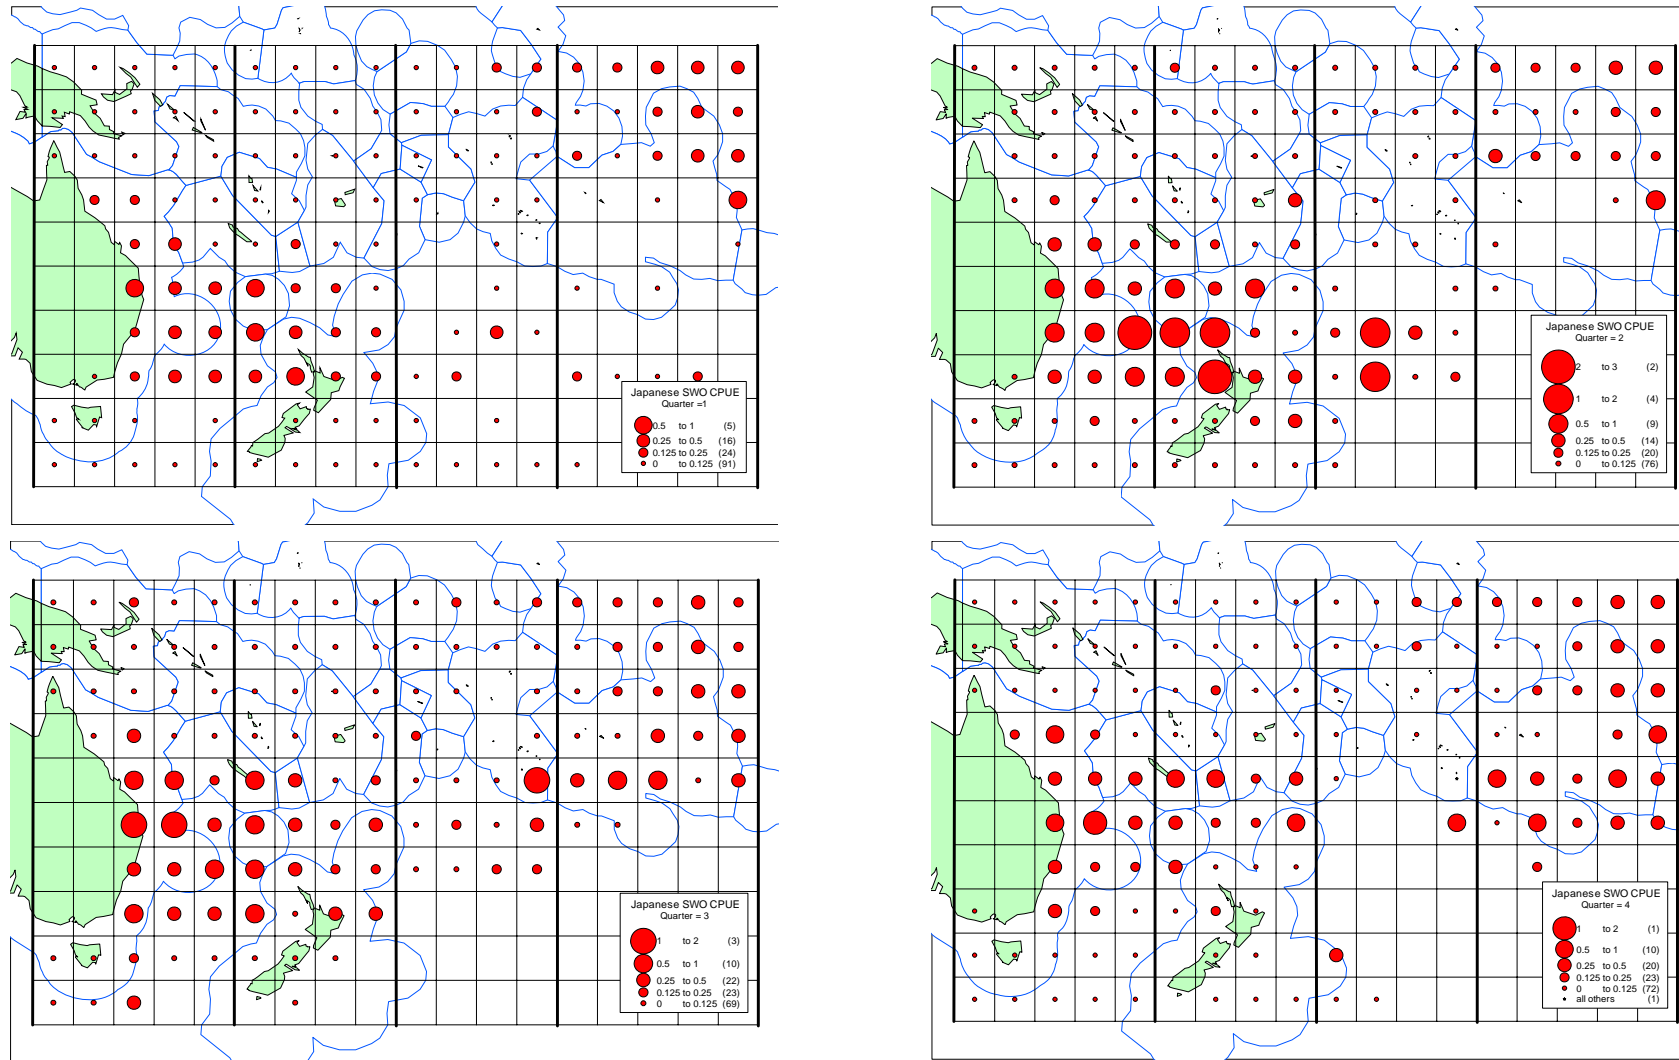 Japanese SWO CPUE
Quarter =1
0.5 to 1 (5)
0.25 to 0.5 (16)
0.125 to 0.25 (24)
0 to 0.125 (91)
Japanese SWO CPUE
Quarter = 2
2 to 3 (2)
1 to 2 (4)
0.5 to 1 (9)
0.25 to 0.5 (14)
0.125 to 0.25 (20)
0 to 0.125 (76)
Japanese SWO CPUE
Quarter = 3
1 to 2 (3)
0.5 to 1 (10)
0.25 to 0.5 (22)
0.125 to 0.25 (23)
0 to 0.125 (69)
Japanese SWO CPUE
Quarter = 4
1 to 2 (1)
0.5 to 1 (10)
0.25 to 0.5 (20)
0.125 to 0.25 (23)
0 to 0.125 (72)
all others (1)